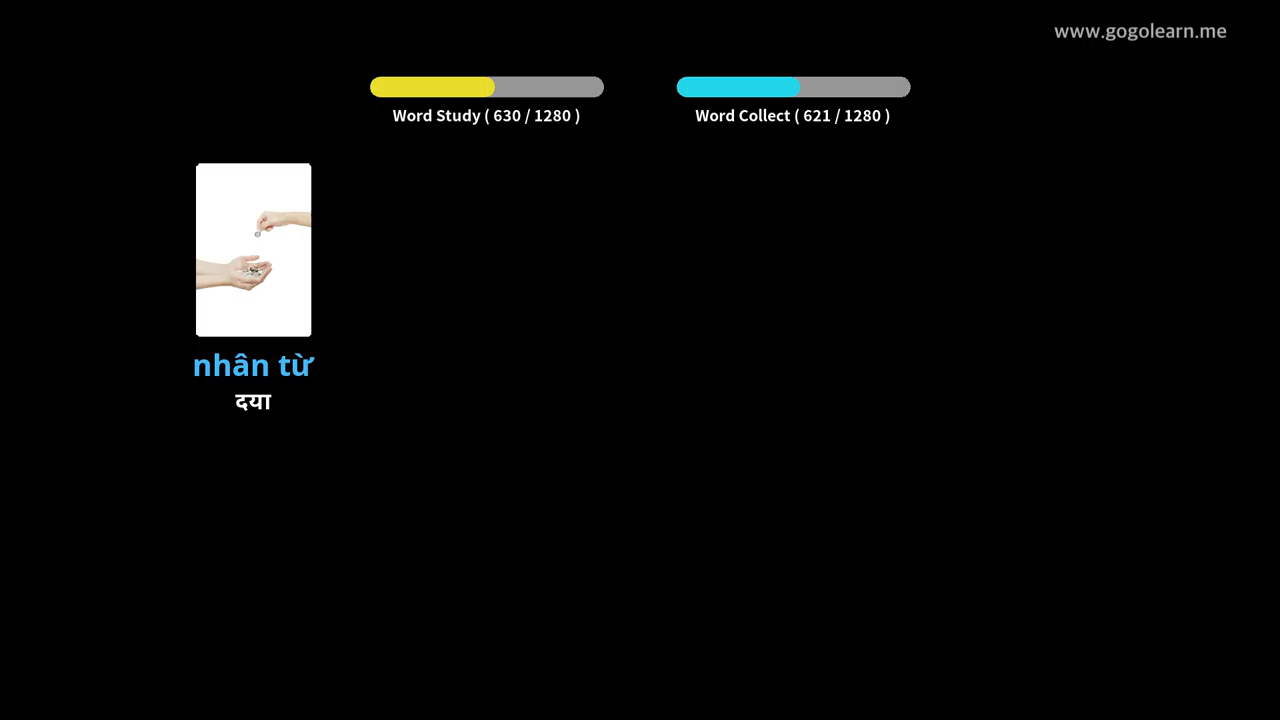 www.gogolearn.me
Word Study ( 630 / 1280 )
Word Collect ( 621 / 1280 )
nhân từ
दया